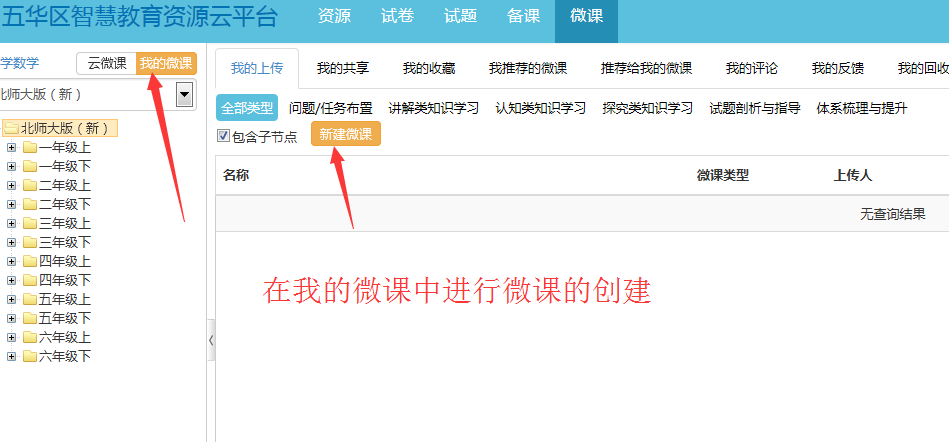 五华区智慧教育资源云平台 资源 试卷 试题 备课 微课
学数学 云微课 我的微课
北师大版（新）
北师大版（新）
一年级上
一年级下
二年级上
二年级下
三年级上
三年级下
四年级上
四年级下
五年级上
五年级下
六年级上
六年级下
我的上传 我的共享 我的收藏 我推荐的微课 推荐给我的微课 我的评论 我的反馈 我的回收
全部类型 问题/任务布置 讲解类知识学习 认知类知识学习 探究类知识学习 试题剖析与指导 体系梳理与提升
包含子节点 新建微课
名称 微课类型 上传人
无查询结果
在我的微课中进行微课的创建